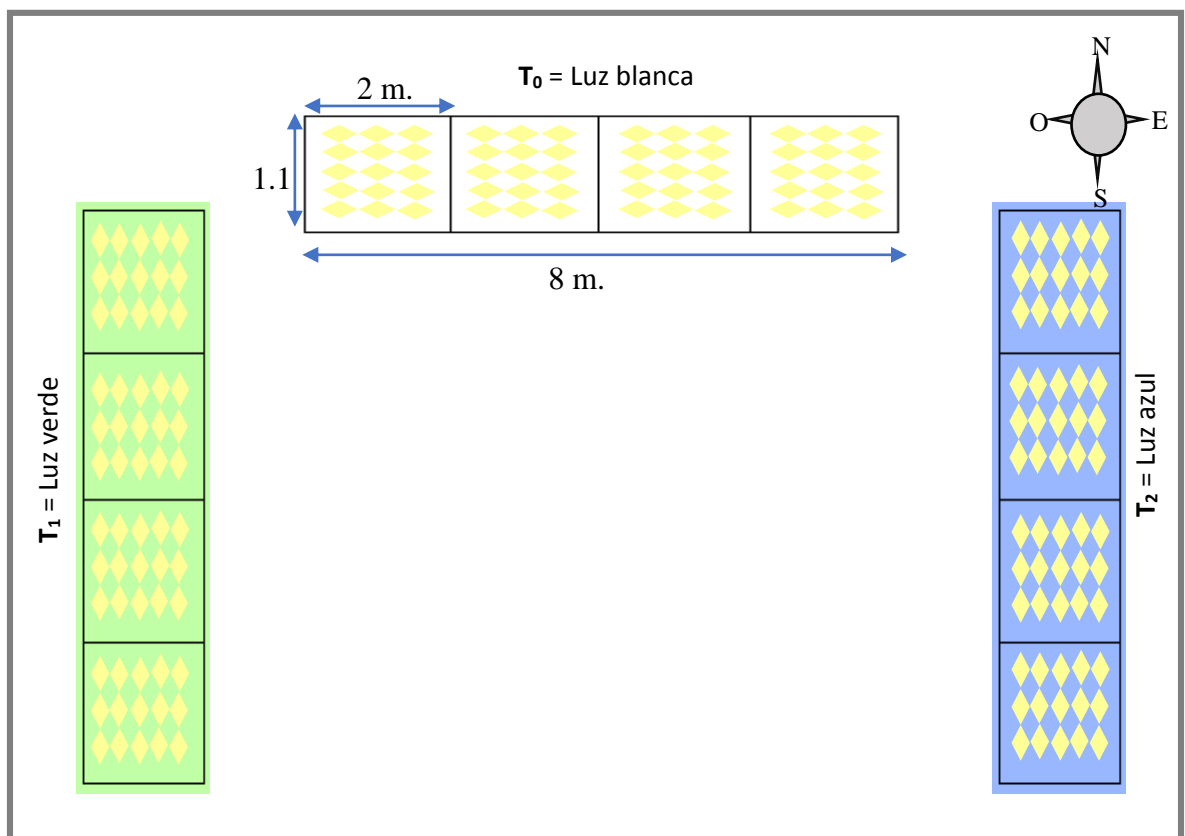 T₀ = Luz blanca
N
2 m.
O
E
1.1
S
8 m.
T₁ = Luz verde
T₂ = Luz azul